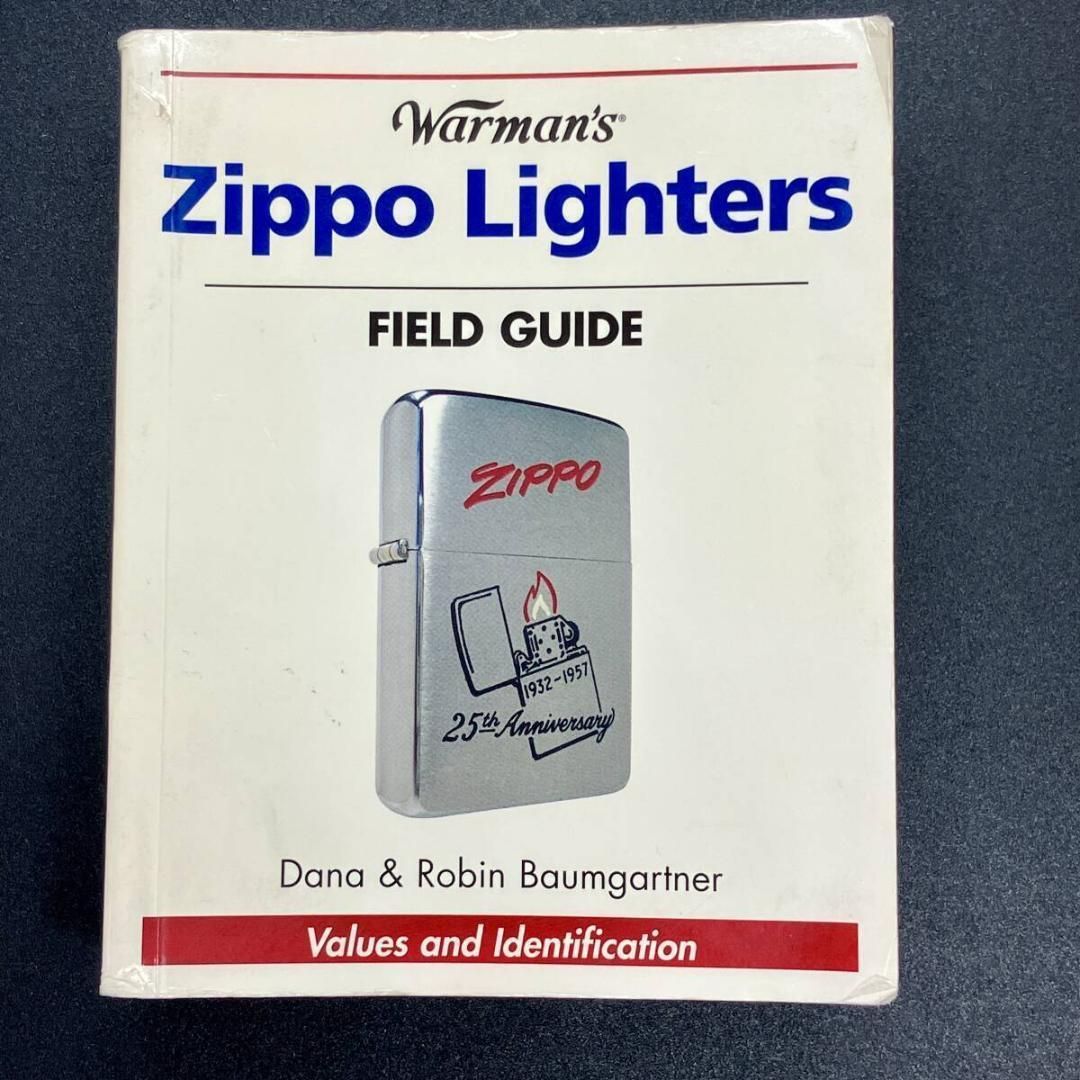 Warman's®
Zippo Lighters
FIELD GUIDE
ZIPPO
1932-1957
25th Anniversary
Dana & Robin Baumgartner
Values and Identification